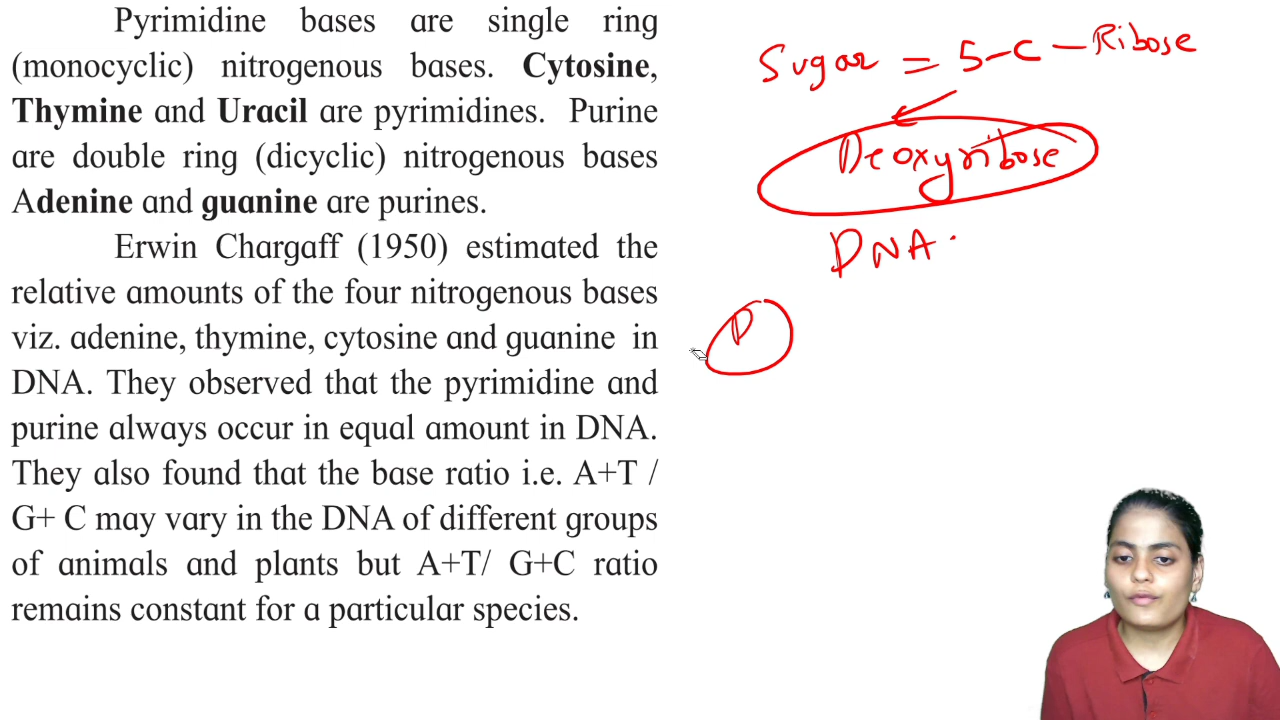 Pyrimidine bases are single ring
(monocyclic) nitrogenous bases. Cytosine,
Thymine and Uracil are pyrimidines. Purine
are double ring (dicyclic) nitrogenous bases
Adenine and guanine are purines.
Erwin Chargaff (1950) estimated the
relative amounts of the four nitrogenous bases
viz. adenine, thymine, cytosine and guanine in
DNA. They observed that the pyrimidine and
purine always occur in equal amount in DNA.
They also found that the base ratio i.e. A+T /
G+ C may vary in the DNA of different groups
of animals and plants but A+T/ G+C ratio
remains constant for a particular species.
Sugar = 5-C - Ribose
Deoxyribose
DNA.
P